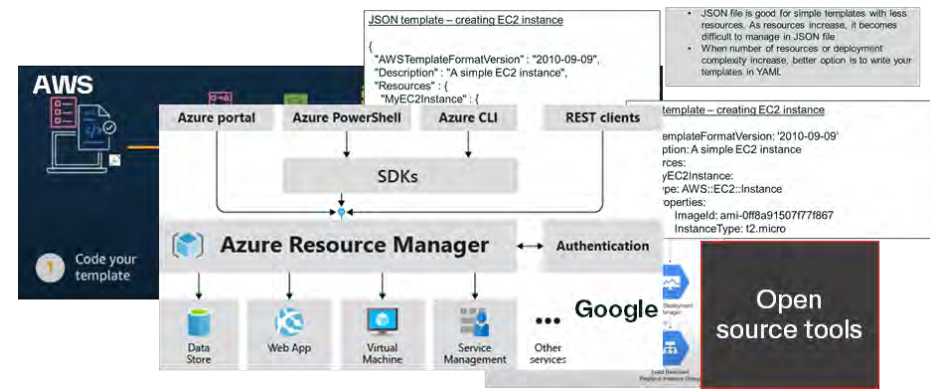 JSON template – creating EC2 instance
{
"AWSTemplateFormatVersion" : "2010-09-09",
"Description" : "A simple EC2 instance",
"Resources" : {
"MyEC2Instance" : {
• JSON file is good for simple templates with less
resources. As resources increase, it becomes
difficult to manage in JSON file
• When number of resources or deployment
complexity increase, better option is to write your
templates in YAML
AWS
1
Code your
template
template – creating EC2 instance
emplateFormatVersion: '2010-09-09'
ption: A simple EC2 instance
rces:
yEC2Instance:
ype: AWS::EC2::Instance
roperties:
ImageId: ami-0ff8a91507f77f867
InstanceType: t2.micro
Azure portal
Azure PowerShell
Azure CLI
REST clients
SDKs
Azure Resource Manager
Authentication
Data
Store
Web App
Virtual
Machine
Service
Management
•••
Other
services
Google
Open
source tools